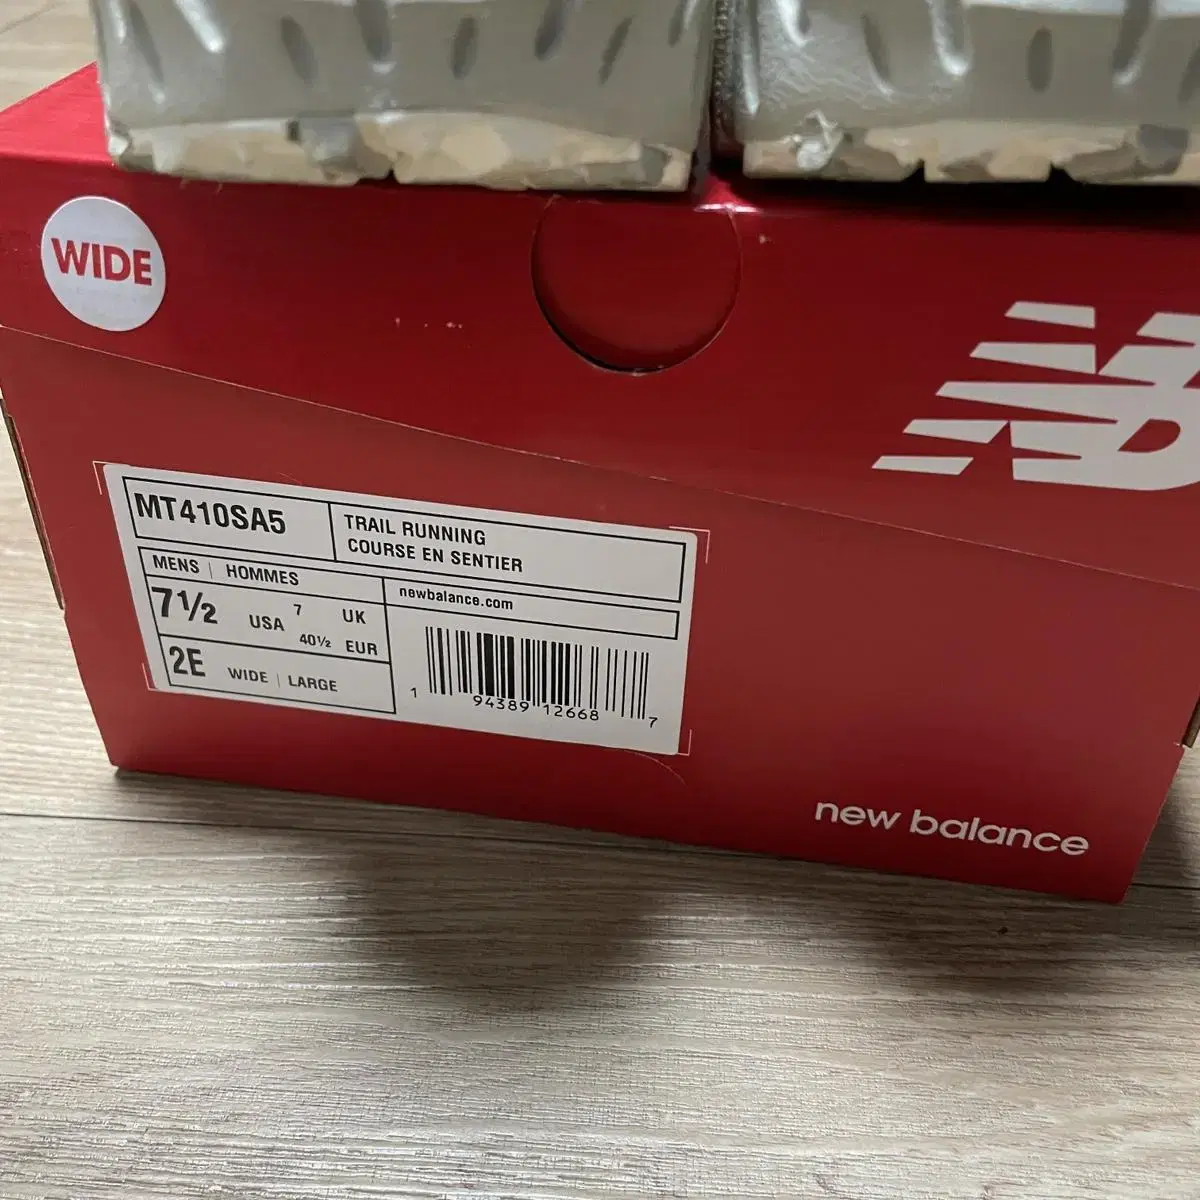 WIDE
NB
MT410SA5
TRAIL RUNNING
COURSE EN SENTIER
MENS | HOMMES
newbalance.com
7½ USA 7 UK
40½ EUR
2E WIDE | LARGE
1 94389 12668 7
new balance